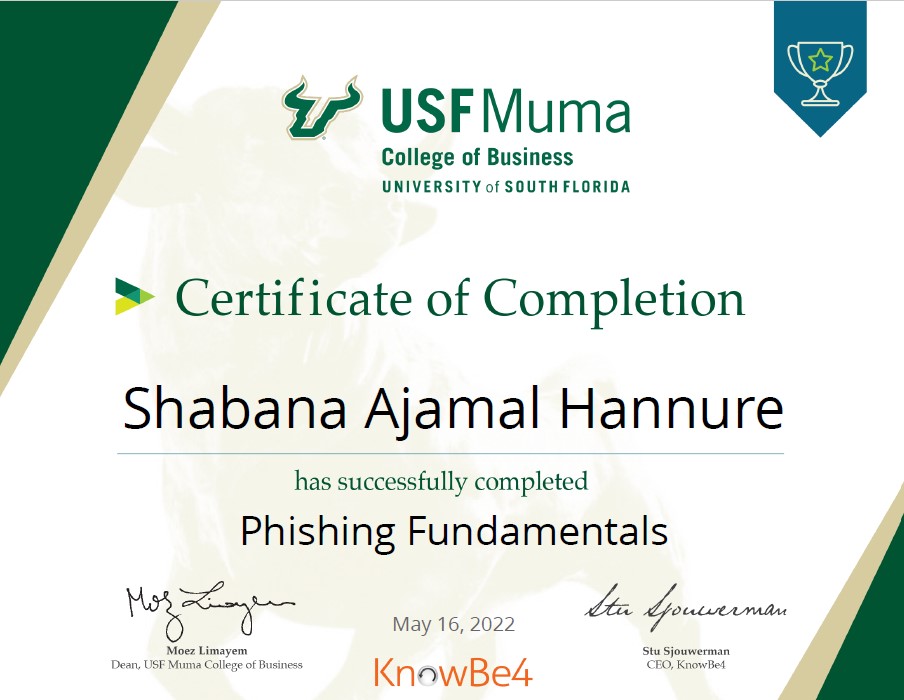 USF Muma
College of Business
UNIVERSITY of SOUTH FLORIDA
Certificate of Completion
Shabana Ajamal Hannure
has successfully completed
Phishing Fundamentals
Moez Limayem
Stu Sjouwerman
May 16, 2022
Moez Limayem
Dean, USF Muma College of Business
Stu Sjouwerman
CEO, KnowBe4
KnowBe4